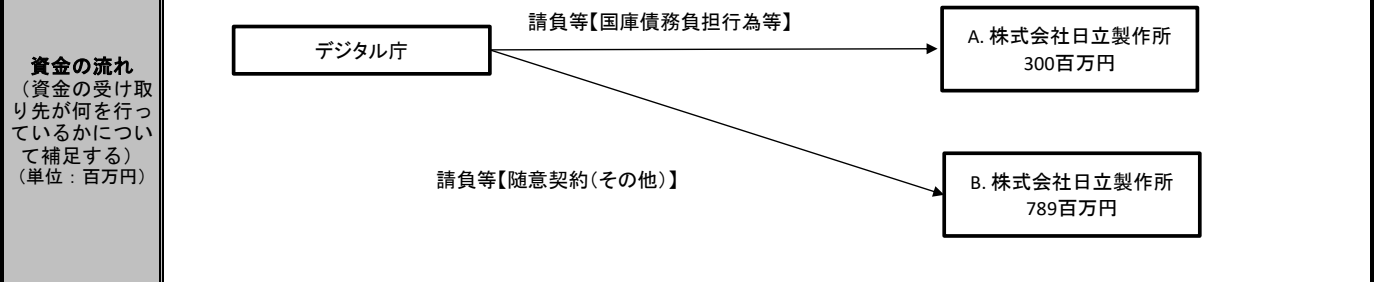 資金の流れ
（資金の受け取
り先が何を行っ
ているかについ
て補足する）
（単位：百万円）
請負等【国庫債務負担行為等】
デジタル庁
A. 株式会社日立製作所
300百万円
請負等【随意契約（その他）】
B. 株式会社日立製作所
789百万円